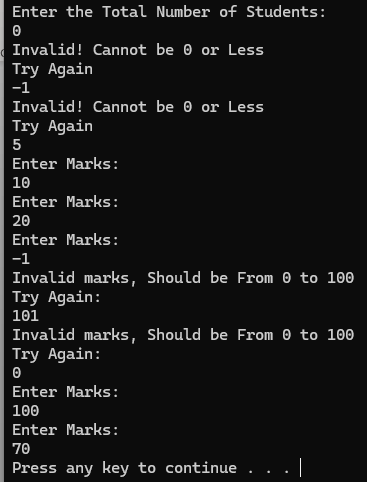 Enter the Total Number of Students:
0
Invalid! Cannot be 0 or Less
Try Again
-1
Invalid! Cannot be 0 or Less
Try Again
5
Enter Marks:
10
Enter Marks:
20
Enter Marks:
-1
Invalid marks, Should be From 0 to 100
Try Again:
101
Invalid marks, Should be From 0 to 100
Try Again:
0
Enter Marks:
100
Enter Marks:
70
Press any key to continue . . .